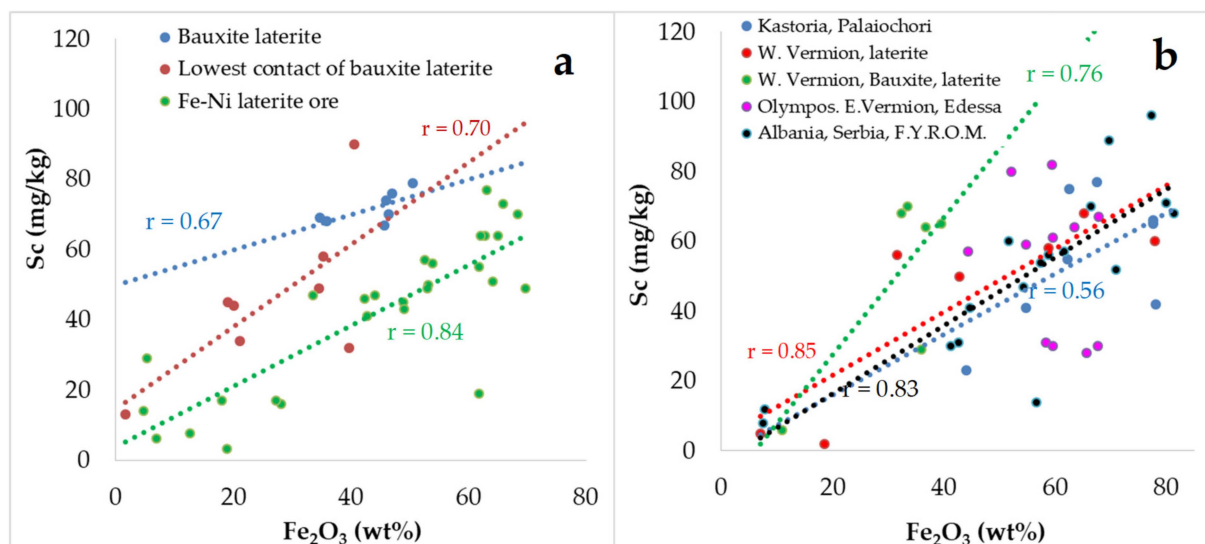 a
Bauxite laterite
Lowest contact of bauxite laterite
Fe-Ni laterite ore
r = 0.70
r = 0.67
r = 0.84
Sc (mg/kg)
120
100
80
60
40
20
0
0 20 40 60 80
Fe₂O₃ (wt%)
b
Kastoria, Palaiochori
W. Vermion, laterite
W. Vermion, Bauxite, laterite
Olympos. E.Vermion, Edessa
Albania, Serbia, F.Y.R.O.M.
r = 0.76
r = 0.56
r = 0.85
r = 0.83
Sc (mg/kg)
120
100
80
60
40
20
0
0 20 40 60 80
Fe₂O₃ (wt%)